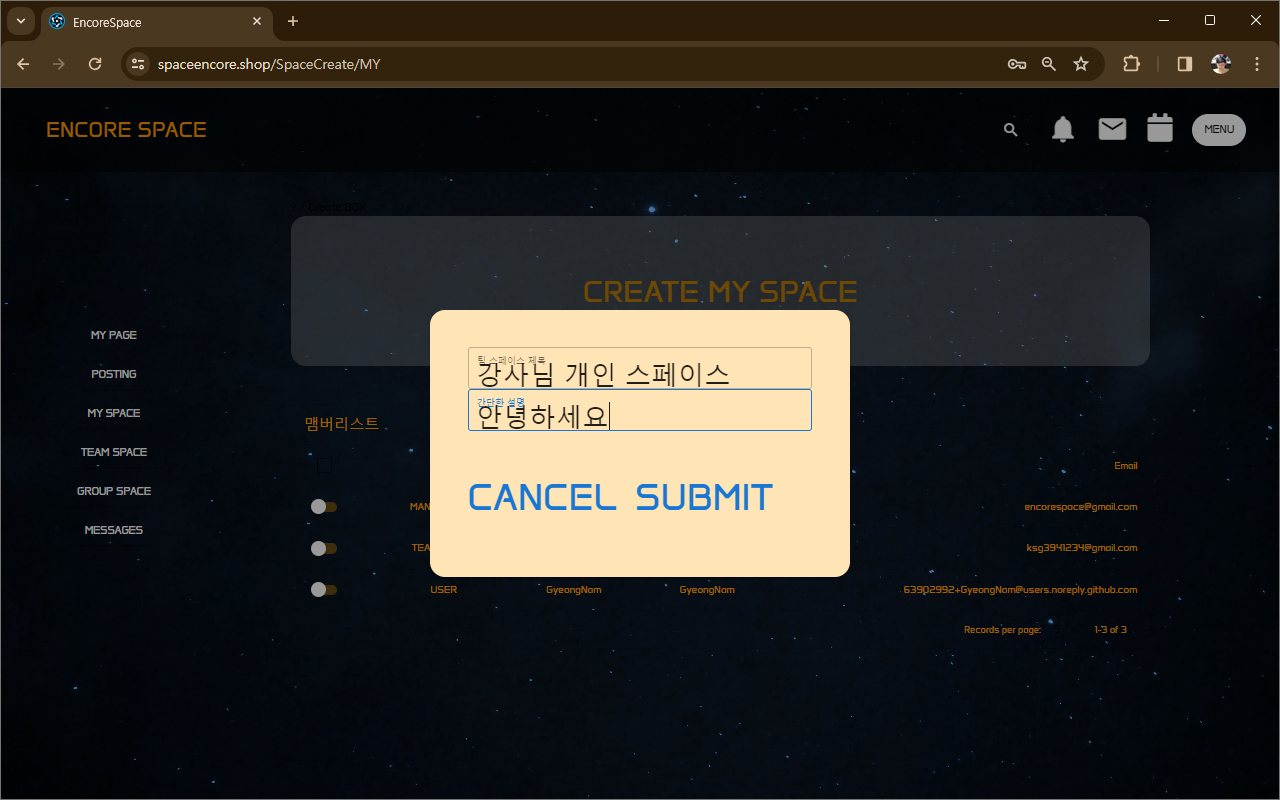 EncoreSpace
spaceencore.shop/SpaceCreate/MY
ENCORE SPACE
MENU
// Create BOX
CREATE MY SPACE
MY PAGE
POSTING
MY SPACE
TEAM SPACE
GROUP SPACE
MESSAGES
팀 스페이스 제목
강사님 개인 스페이스
간단한 설명
안녕하세요
CANCEL SUBMIT
맴버리스트 .
Email
MAN encorespace@gmail.com
TEA ksg3941234@gmail.com
USER GyeongNam GyeongNam 63902992+GyeongNam@users.noreply.github.com
Records per page: 1-3 of 3